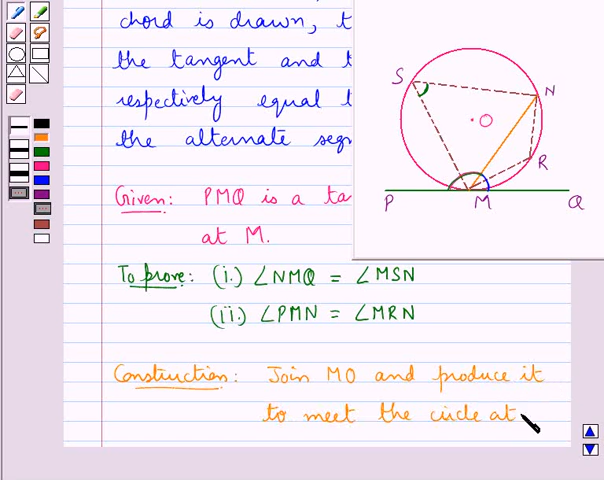 chord is drawn, t
the tangent and t
respectively equal t
the alternate seg
S
N
O
R
P
M
Q
Given: PMQ is a ta
at M.
To prove: (i.) ∠NMQ = ∠MSN
(ii.) ∠PMN = ∠MRN
Construction: Join MO and produce it
to meet the circle at